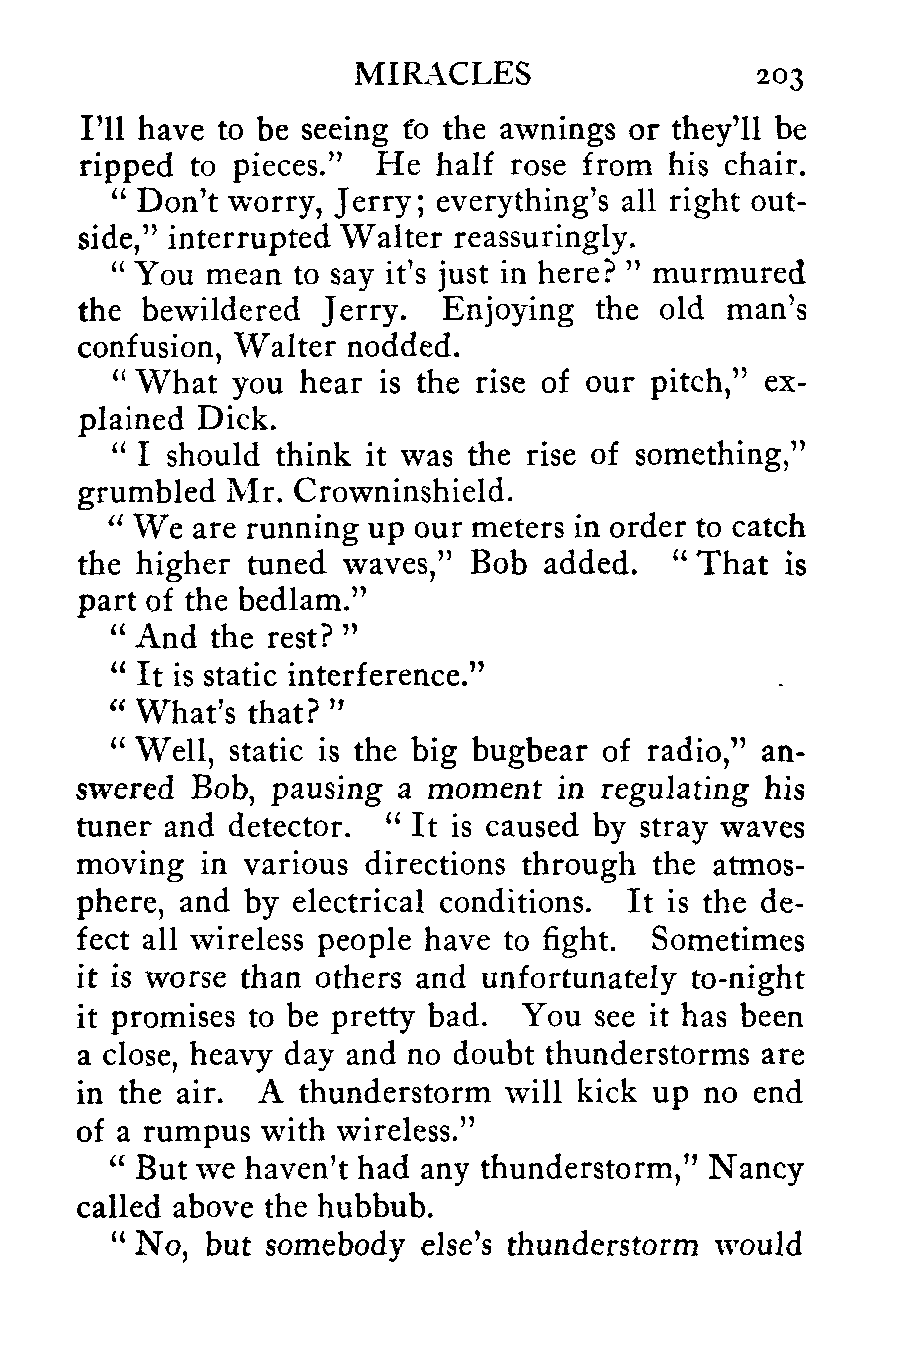 MIRACLES 203
I'll have to be seeing to the awnings or they'll be
ripped to pieces." He half rose from his chair.
" Don't worry, Jerry; everything's all right out-
side," interrupted Walter reassuringly.
" You mean to say it's just in here? " murmured
the bewildered Jerry. Enjoying the old man's
confusion, Walter nodded.
" What you hear is the rise of our pitch," ex-
plained Dick.
" I should think it was the rise of something,"
grumbled Mr. Crowninshield.
" We are running up our meters in order to catch
the higher tuned waves," Bob added. " That is
part of the bedlam."
" And the rest? "
" It is static interference."
" What's that? "
" Well, static is the big bugbear of radio," an-
swered Bob, pausing a moment in regulating his
tuner and detector. " It is caused by stray waves
moving in various directions through the atmos-
phere, and by electrical conditions. It is the de-
fect all wireless people have to fight. Sometimes
it is worse than others and unfortunately to-night
it promises to be pretty bad. You see it has been
a close, heavy day and no doubt thunderstorms are
in the air. A thunderstorm will kick up no end
of a rumpus with wireless."
" But we haven't had any thunderstorm," Nancy
called above the hubbub.
" No, but somebody else's thunderstorm would